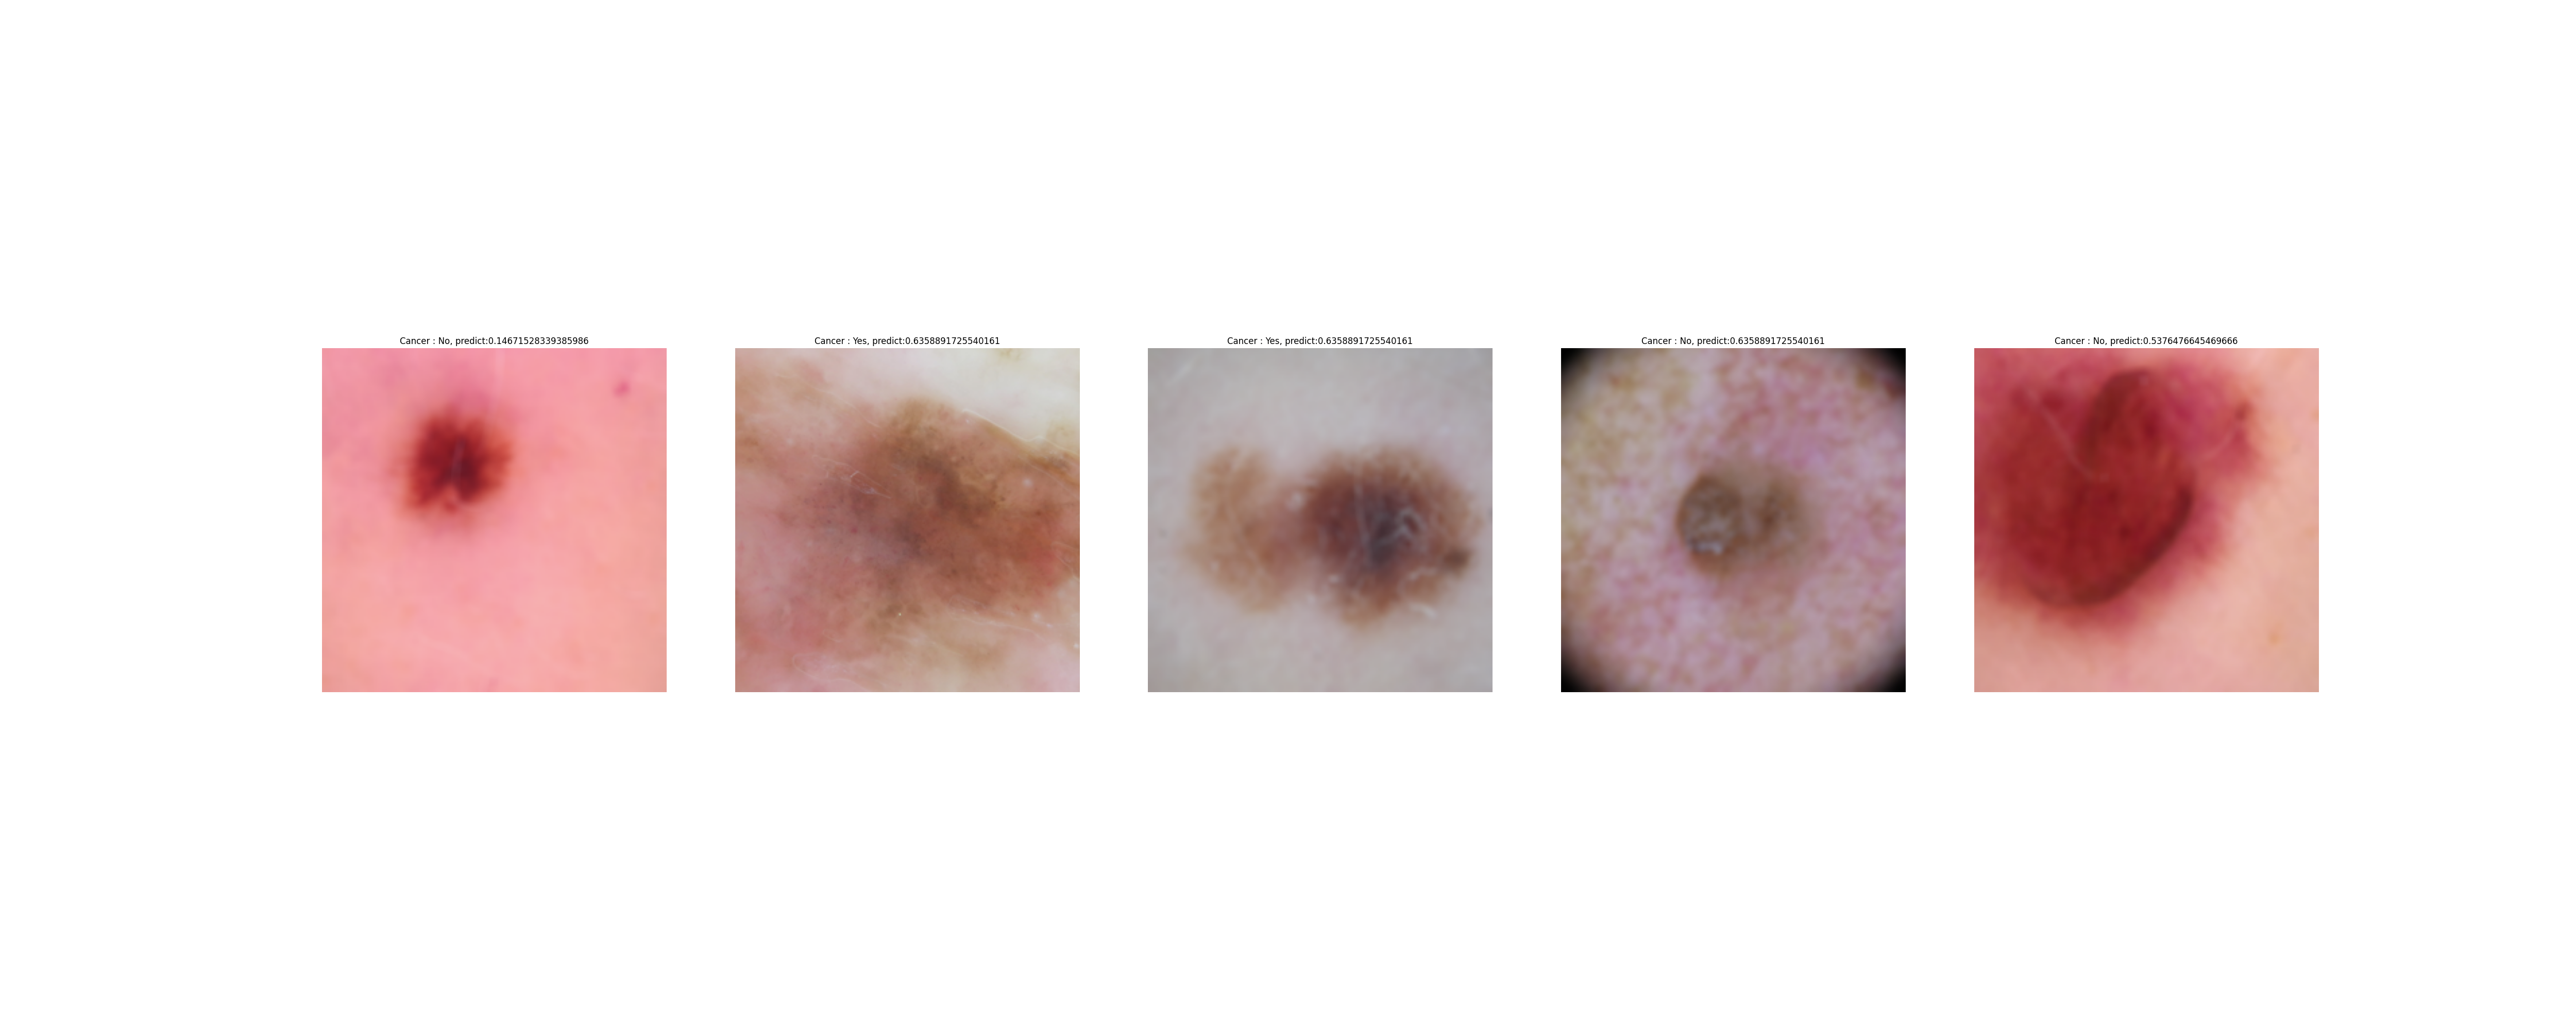 Cancer : No, predict:0.14671528339385986
Cancer : Yes, predict:0.6358891725540161
Cancer : Yes, predict:0.6358891725540161
Cancer : No, predict:0.6358891725540161
Cancer : No, predict:0.5376476645469666